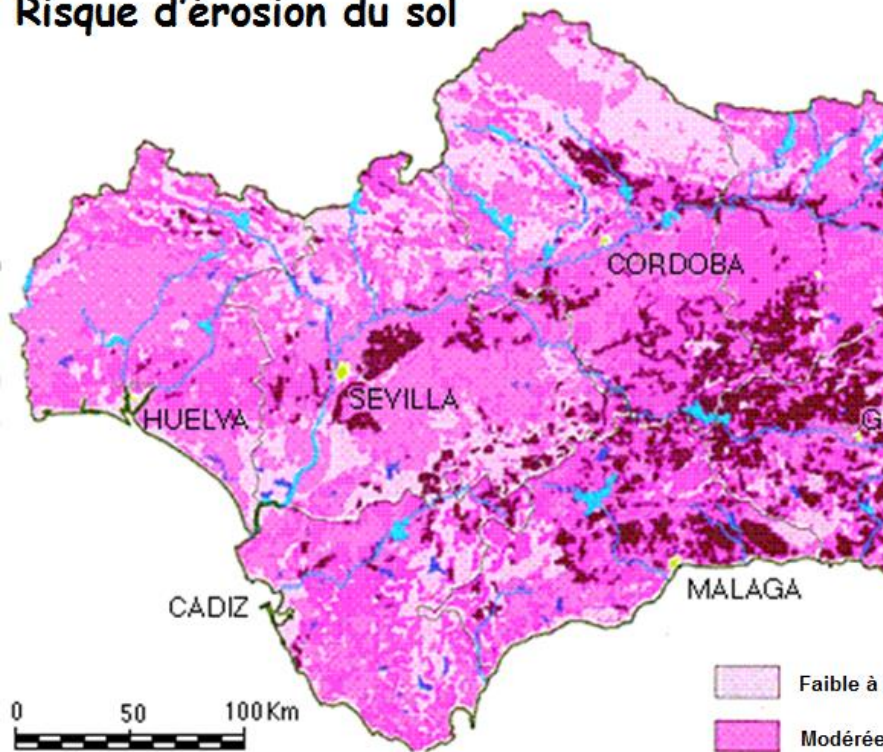 Risque d'érosion du sol
CORDOBA
SEVILLA
HUELVA
G
MALAGA
CADIZ
Faible à
0 50 100 Km
Modérée